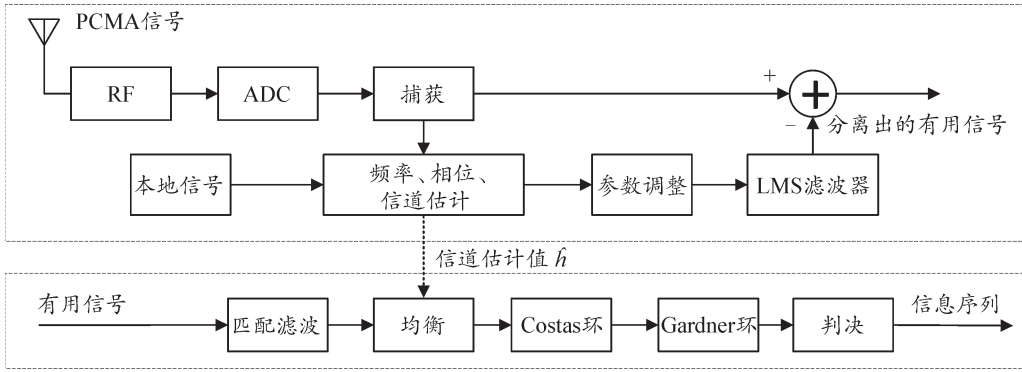 PCMA信号
RF
ADC
捕获
+
−
分离出的有用信号
本地信号
频率、相位、
信道估计
参数调整
LMS滤波器
信道估计值 ĥ
有用信号
匹配滤波
均衡
Costas环
Gardner环
判决
信息序列